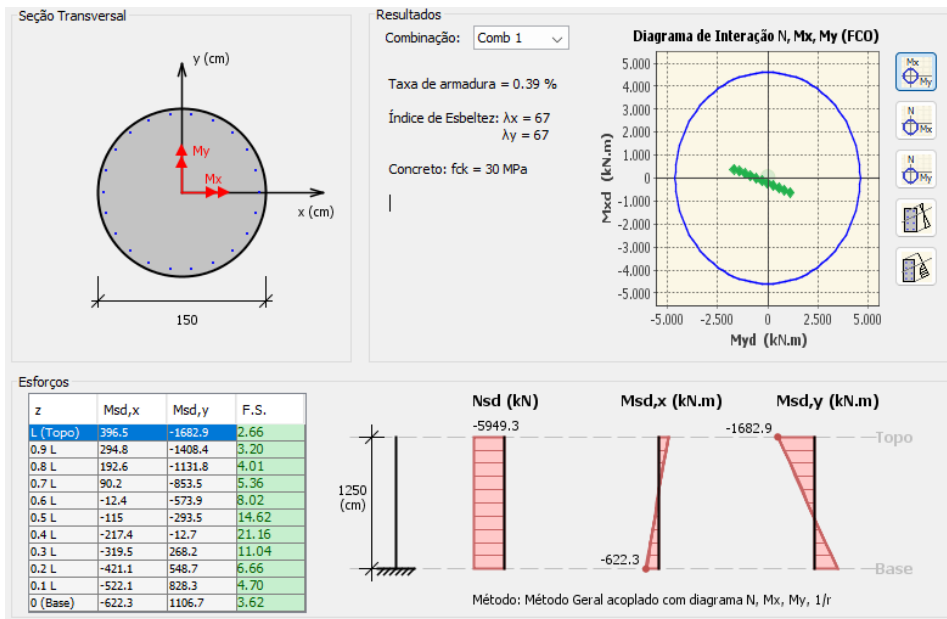 Seção Transversal
y (cm)
My
Mx
x (cm)
150
Resultados
Combinação: Comb 1
Taxa de armadura = 0.39 %
Índice de Esbeltez: λx = 67
λy = 67
Concreto: fck = 30 MPa
Diagrama de Interação N, Mx, My (FCO)
5.000
4.000
3.000
2.000
1.000
0
-1.000
-2.000
-3.000
-4.000
-5.000
Mxd (kN.m)
-5.000 -2.500 0 2.500 5.000
Myd (kN.m)
Mx
My
N
Mx
N
My
Esforços
z Msd,x Msd,y F.S.
L (Topo) 396.5 -1682.9 2.66
0.9 L 294.8 -1408.4 3.20
0.8 L 192.6 -1131.8 4.01
0.7 L 90.2 -853.5 5.36
0.6 L -12.4 -573.9 8.02
0.5 L -115 -293.5 14.62
0.4 L -217.4 -12.7 21.16
0.3 L -319.5 268.2 11.04
0.2 L -421.1 548.7 6.66
0.1 L -522.1 828.3 4.70
0 (Base) -622.3 1106.7 3.62
1250
(cm)
Nsd (kN)
-5949.3
Msd,x (kN.m)
-622.3
Msd,y (kN.m)
-1682.9
Topo
Base
Método: Método Geral acoplado com diagrama N, Mx, My, 1/r